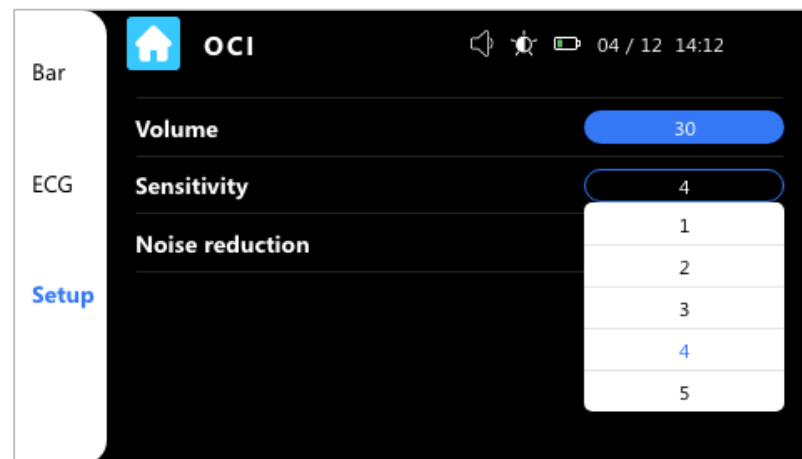 OCI 04 / 12 14:12
Bar
Volume 30
ECG
Sensitivity 4
1
Noise reduction
2
Setup
3
4
5